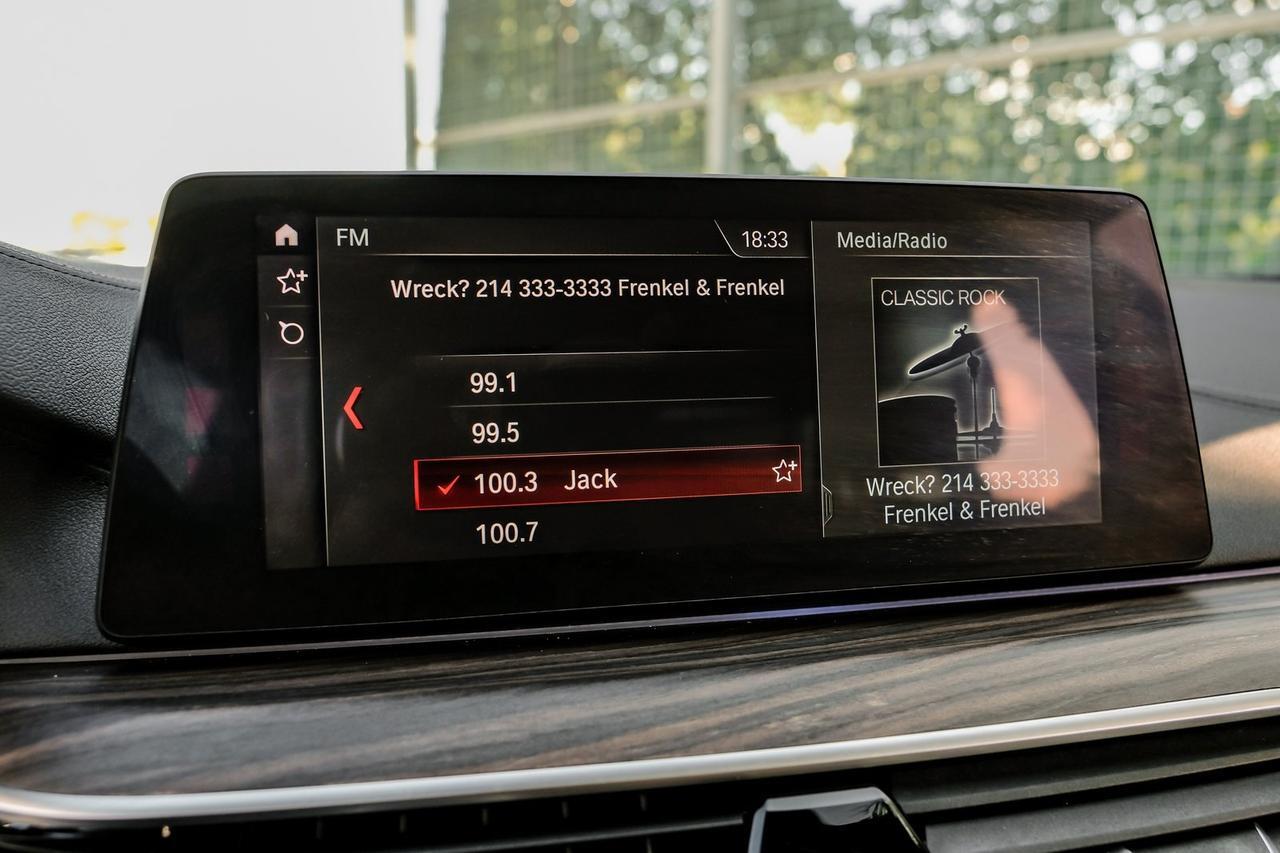 FM
18:33
Wreck? 214 333-3333 Frenkel & Frenkel
99.1
99.5
100.3 Jack
100.7
Media/Radio
CLASSIC ROCK
Wreck? 214 333-3333
Frenkel & Frenkel